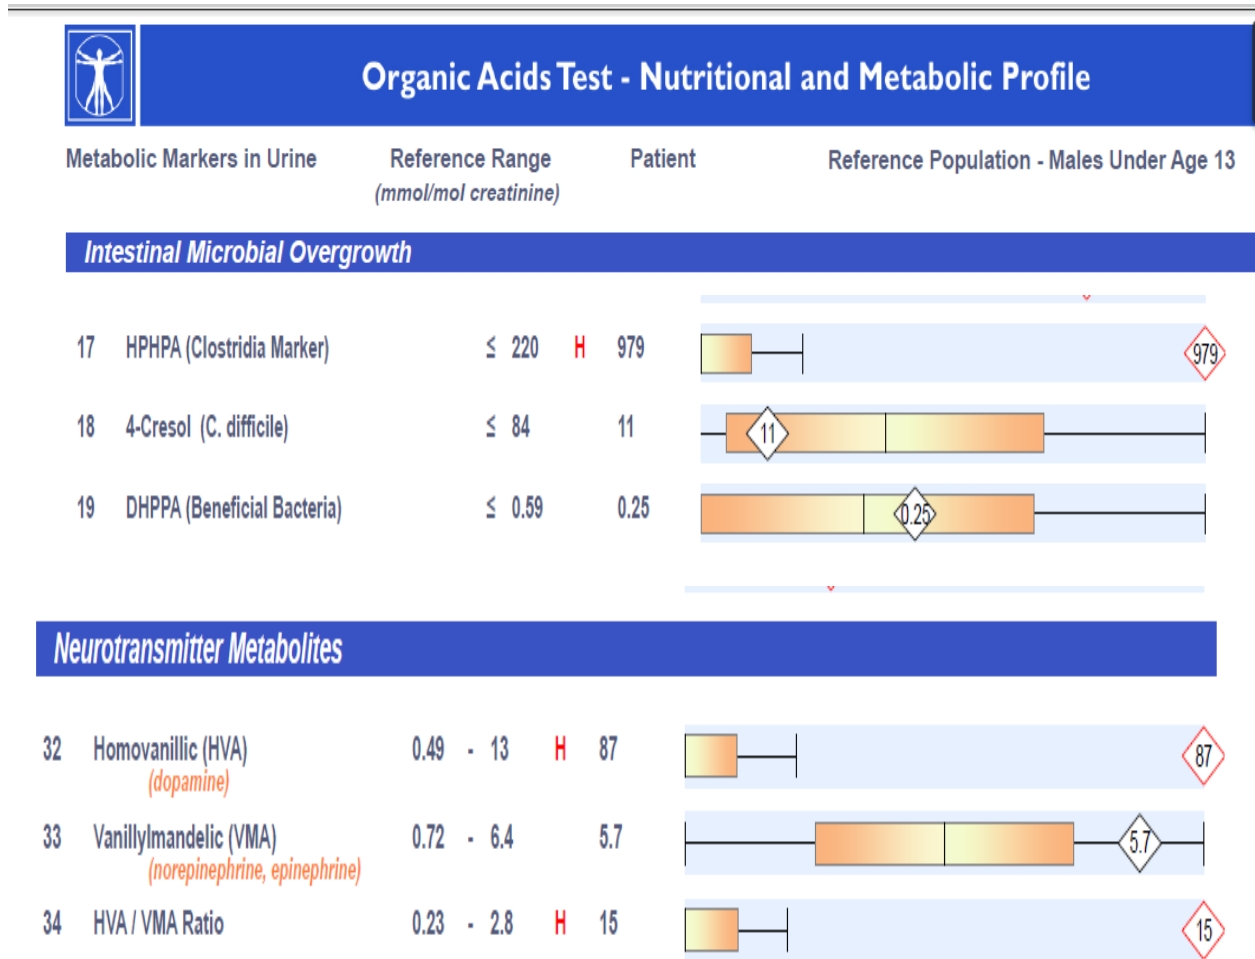 Organic Acids Test - Nutritional and Metabolic Profile
Metabolic Markers in Urine Reference Range Patient Reference Population - Males Under Age 13
(mmol/mol creatinine)
Intestinal Microbial Overgrowth
17 HPHPA (Clostridia Marker) ≤ 220 H 979 979
18 4-Cresol (C. difficile) ≤ 84 11 11
19 DHPPA (Beneficial Bacteria) ≤ 0.59 0.25 0.25
Neurotransmitter Metabolites
32 Homovanillic (HVA) 0.49 - 13 H 87 87
(dopamine)
33 Vanillylmandelic (VMA) 0.72 - 6.4 5.7 5.7
(norepinephrine, epinephrine)
34 HVA / VMA Ratio 0.23 - 2.8 H 15 15